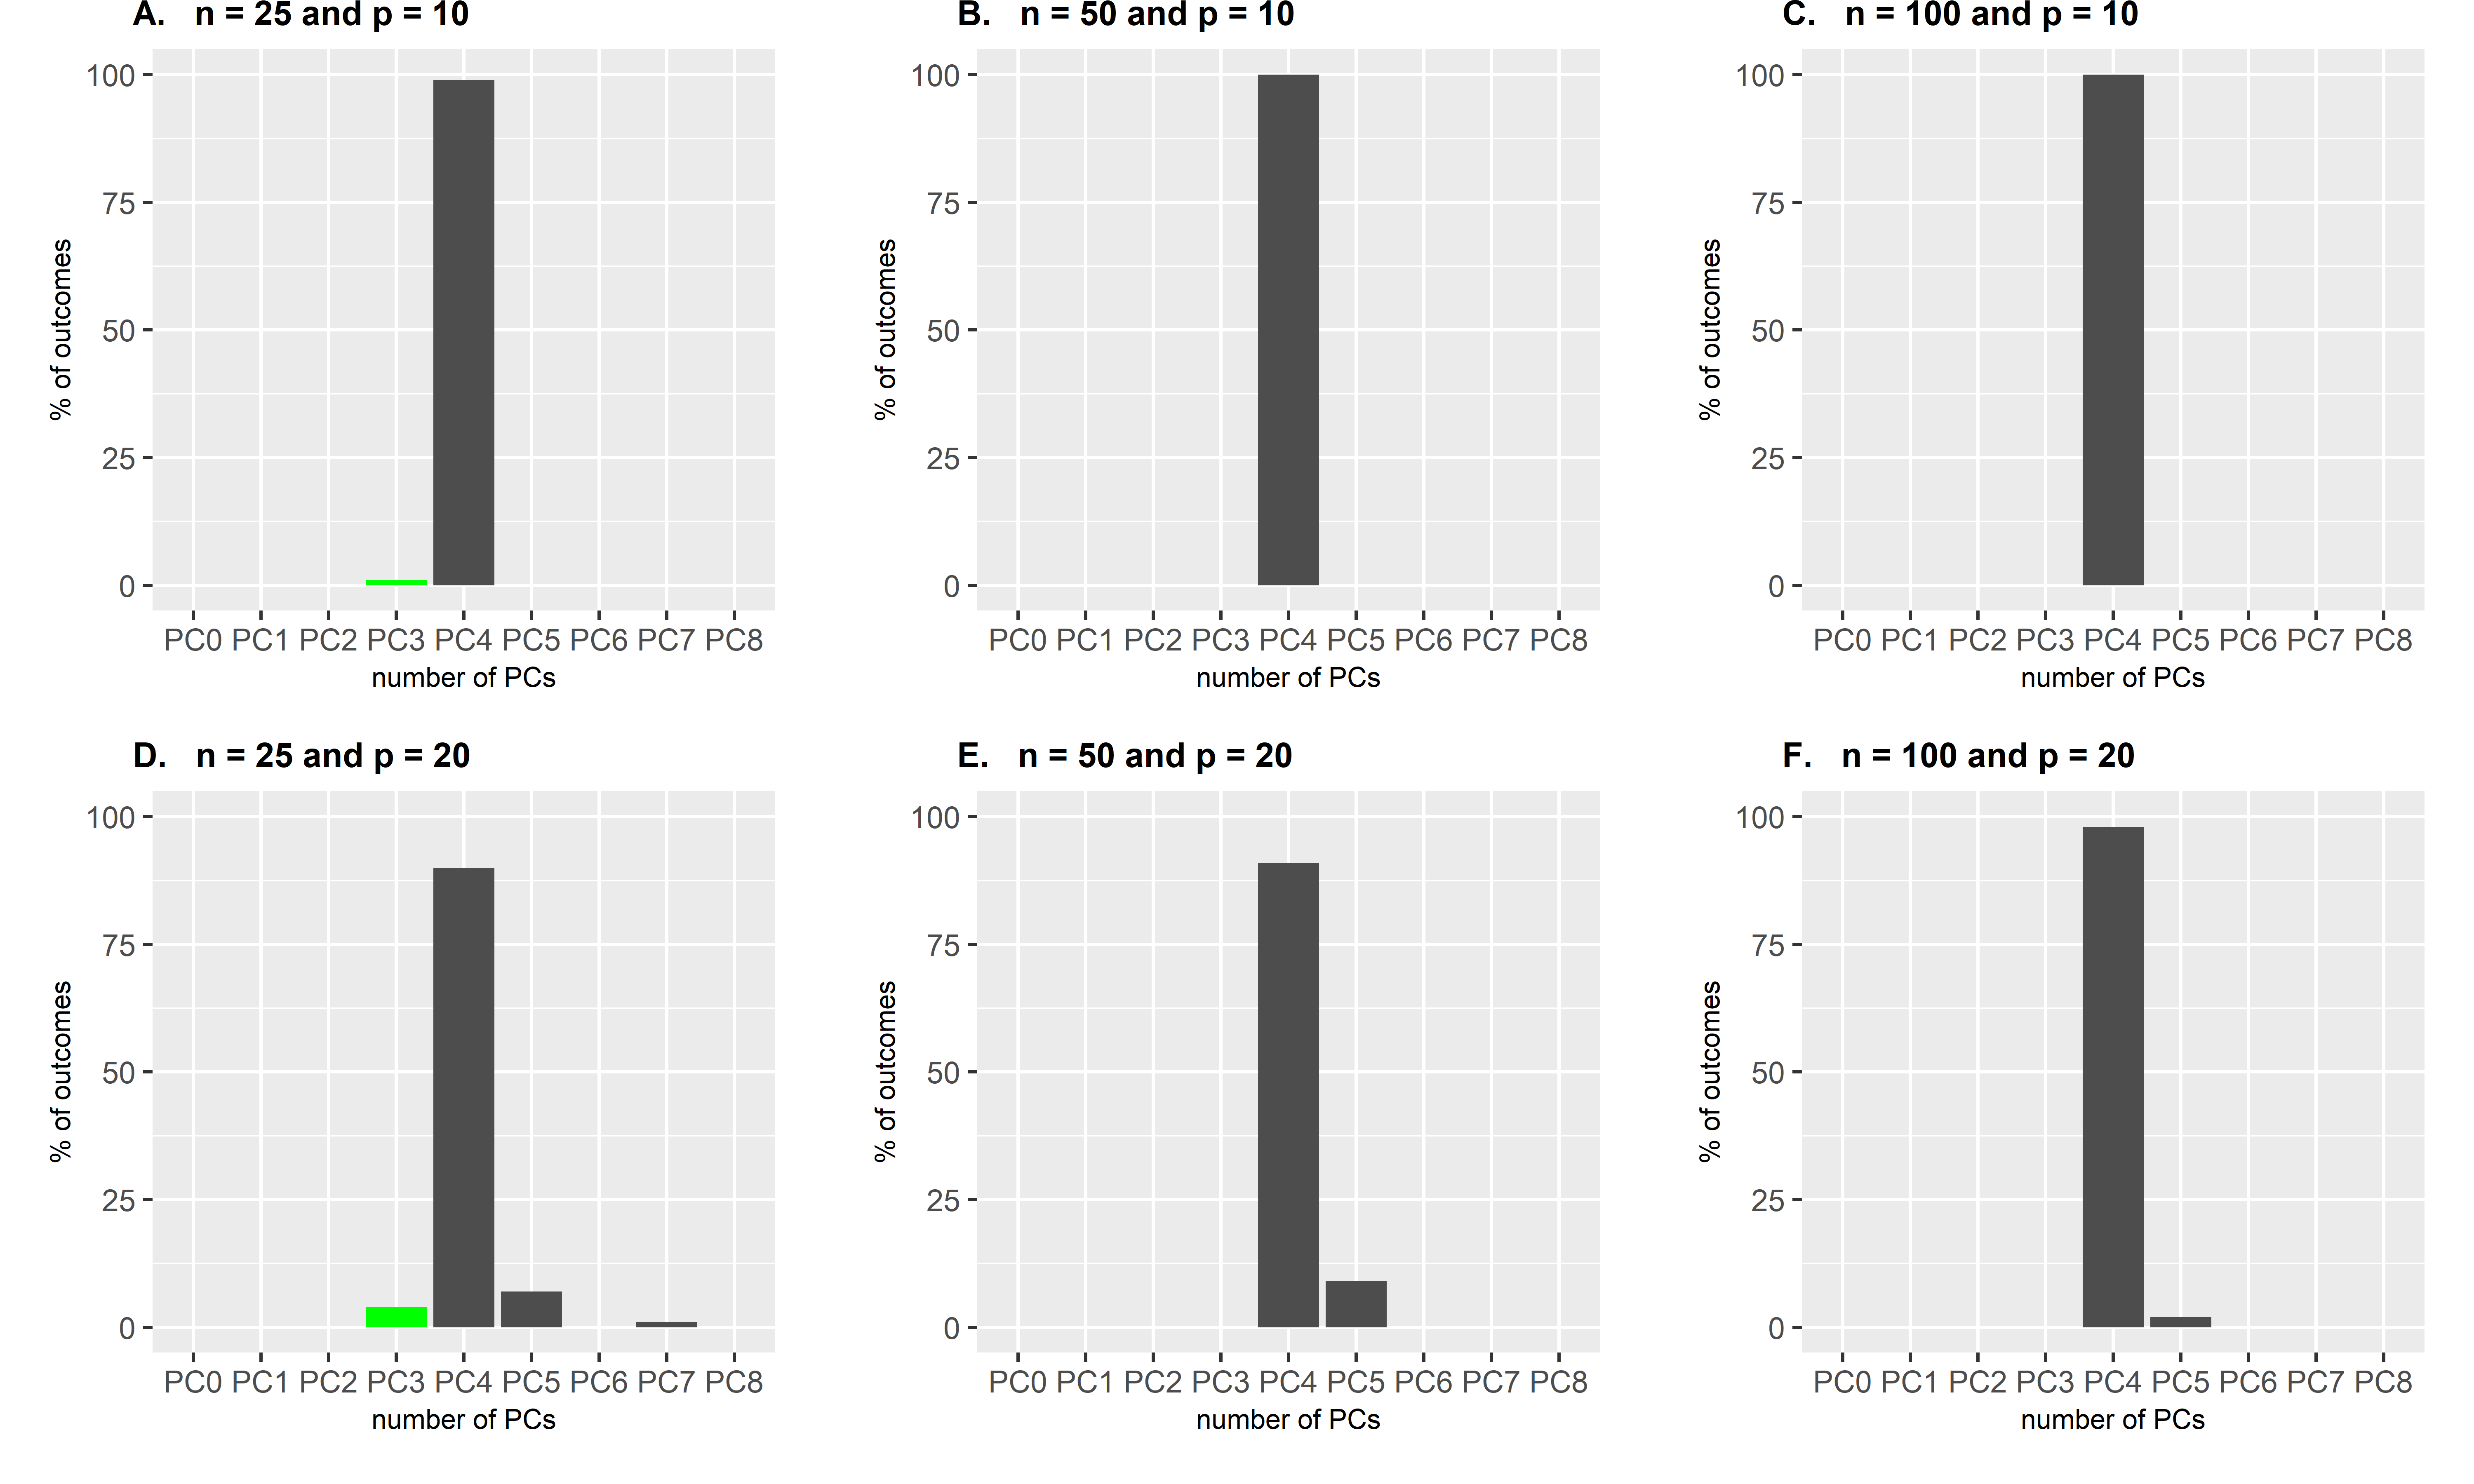 A. n = 25 and p = 10
B. n = 50 and p = 10
C. n = 100 and p = 10
% of outcomes
100
75
50
25
0
PC0 PC1 PC2 PC3 PC4 PC5 PC6 PC7 PC8
number of PCs
% of outcomes
100
75
50
25
0
PC0 PC1 PC2 PC3 PC4 PC5 PC6 PC7 PC8
number of PCs
% of outcomes
100
75
50
25
0
PC0 PC1 PC2 PC3 PC4 PC5 PC6 PC7 PC8
number of PCs
D. n = 25 and p = 20
E. n = 50 and p = 20
F. n = 100 and p = 20
% of outcomes
100
75
50
25
0
PC0 PC1 PC2 PC3 PC4 PC5 PC6 PC7 PC8
number of PCs
% of outcomes
100
75
50
25
0
PC0 PC1 PC2 PC3 PC4 PC5 PC6 PC7 PC8
number of PCs
% of outcomes
100
75
50
25
0
PC0 PC1 PC2 PC3 PC4 PC5 PC6 PC7 PC8
number of PCs